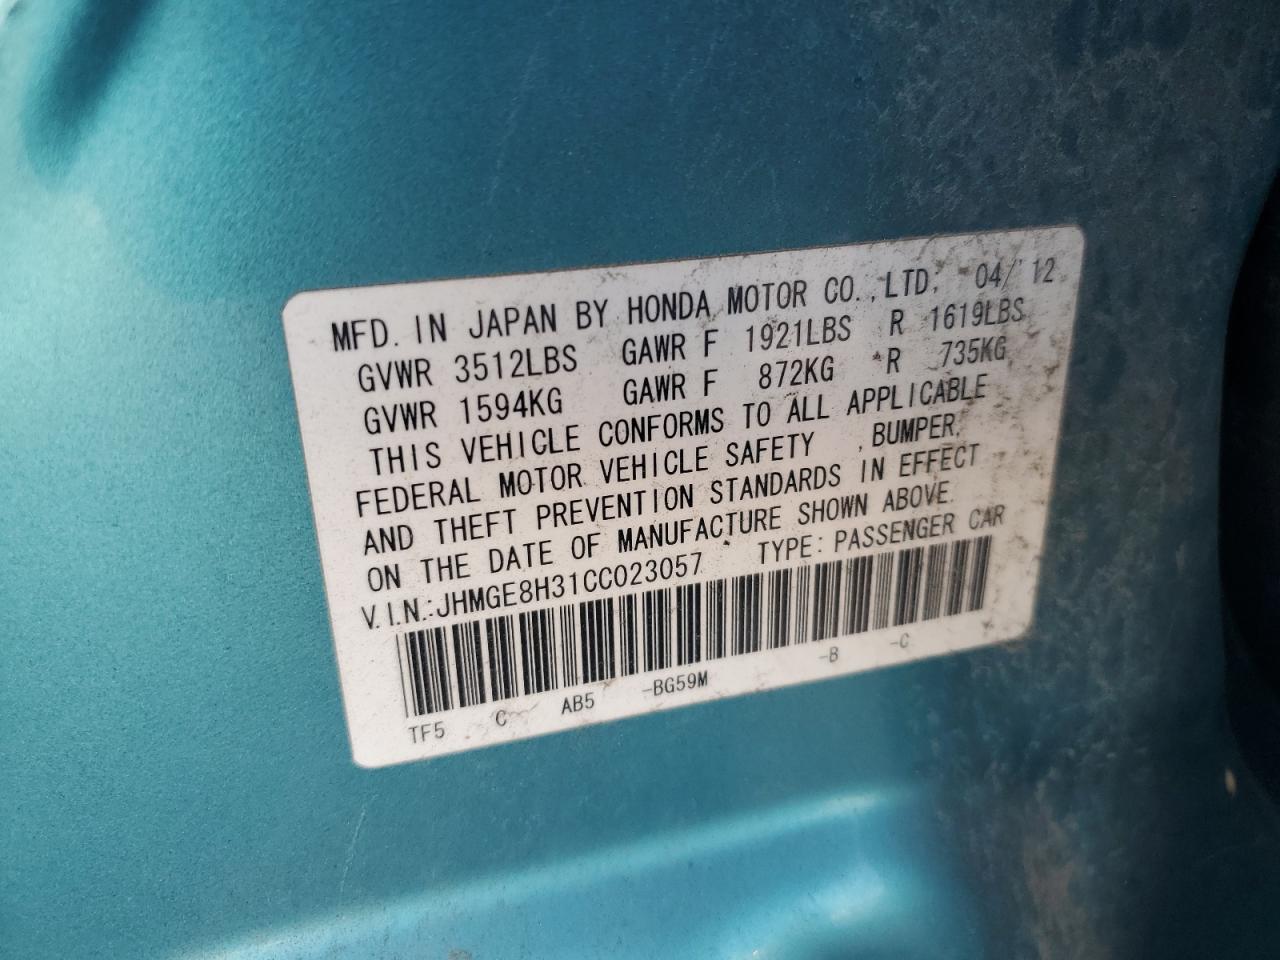 MFD. IN JAPAN BY HONDA MOTOR CO.,LTD. 04/'12
GVWR 3512LBS GAWR F 1921LBS R 1619LBS
GVWR 1594KG GAWR F 872KG R 735KG
THIS VEHICLE CONFORMS TO ALL APPLICABLE
FEDERAL MOTOR VEHICLE SAFETY , BUMPER,
AND THEFT PREVENTION STANDARDS IN EFFECT
ON THE DATE OF MANUFACTURE SHOWN ABOVE.
V.I.N.:JHMGE8H31CC023057 TYPE: PASSENGER CAR
TF5 C AB5 -BG59M -B -C